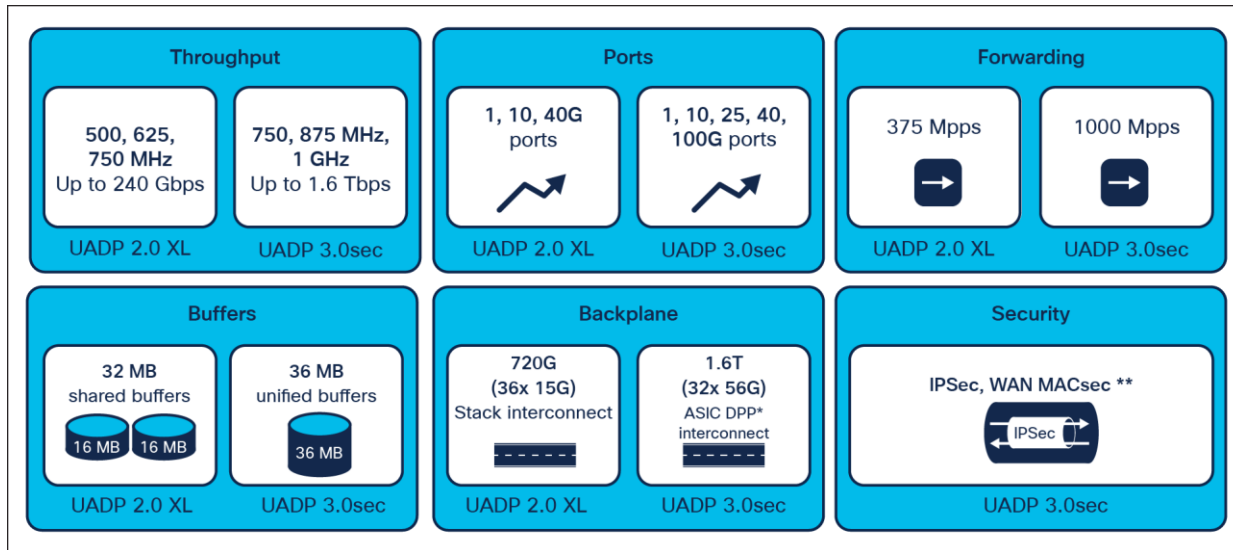 Throughput
500, 625,
750 MHz
Up to 240 Gbps
UADP 2.0 XL
750, 875 MHz,
1 GHz
Up to 1.6 Tbps
UADP 3.0sec
Ports
1, 10, 40G
ports
1, 10, 25, 40,
100G ports
UADP 2.0 XL
UADP 3.0sec
Forwarding
375 Mpps
UADP 2.0 XL
1000 Mpps
UADP 3.0sec
Buffers
32 MB
shared buffers
16 MB
16 MB
UADP 2.0 XL
36 MB
unified buffers
36 MB
UADP 3.0sec
Backplane
720G
(36x 15G)
Stack interconnect
UADP 2.0 XL
1.6T
(32x 56G)
ASIC DPP*
interconnect
UADP 3.0sec
Security
IPSec, WAN MACsec **
IPSec
UADP 3.0sec